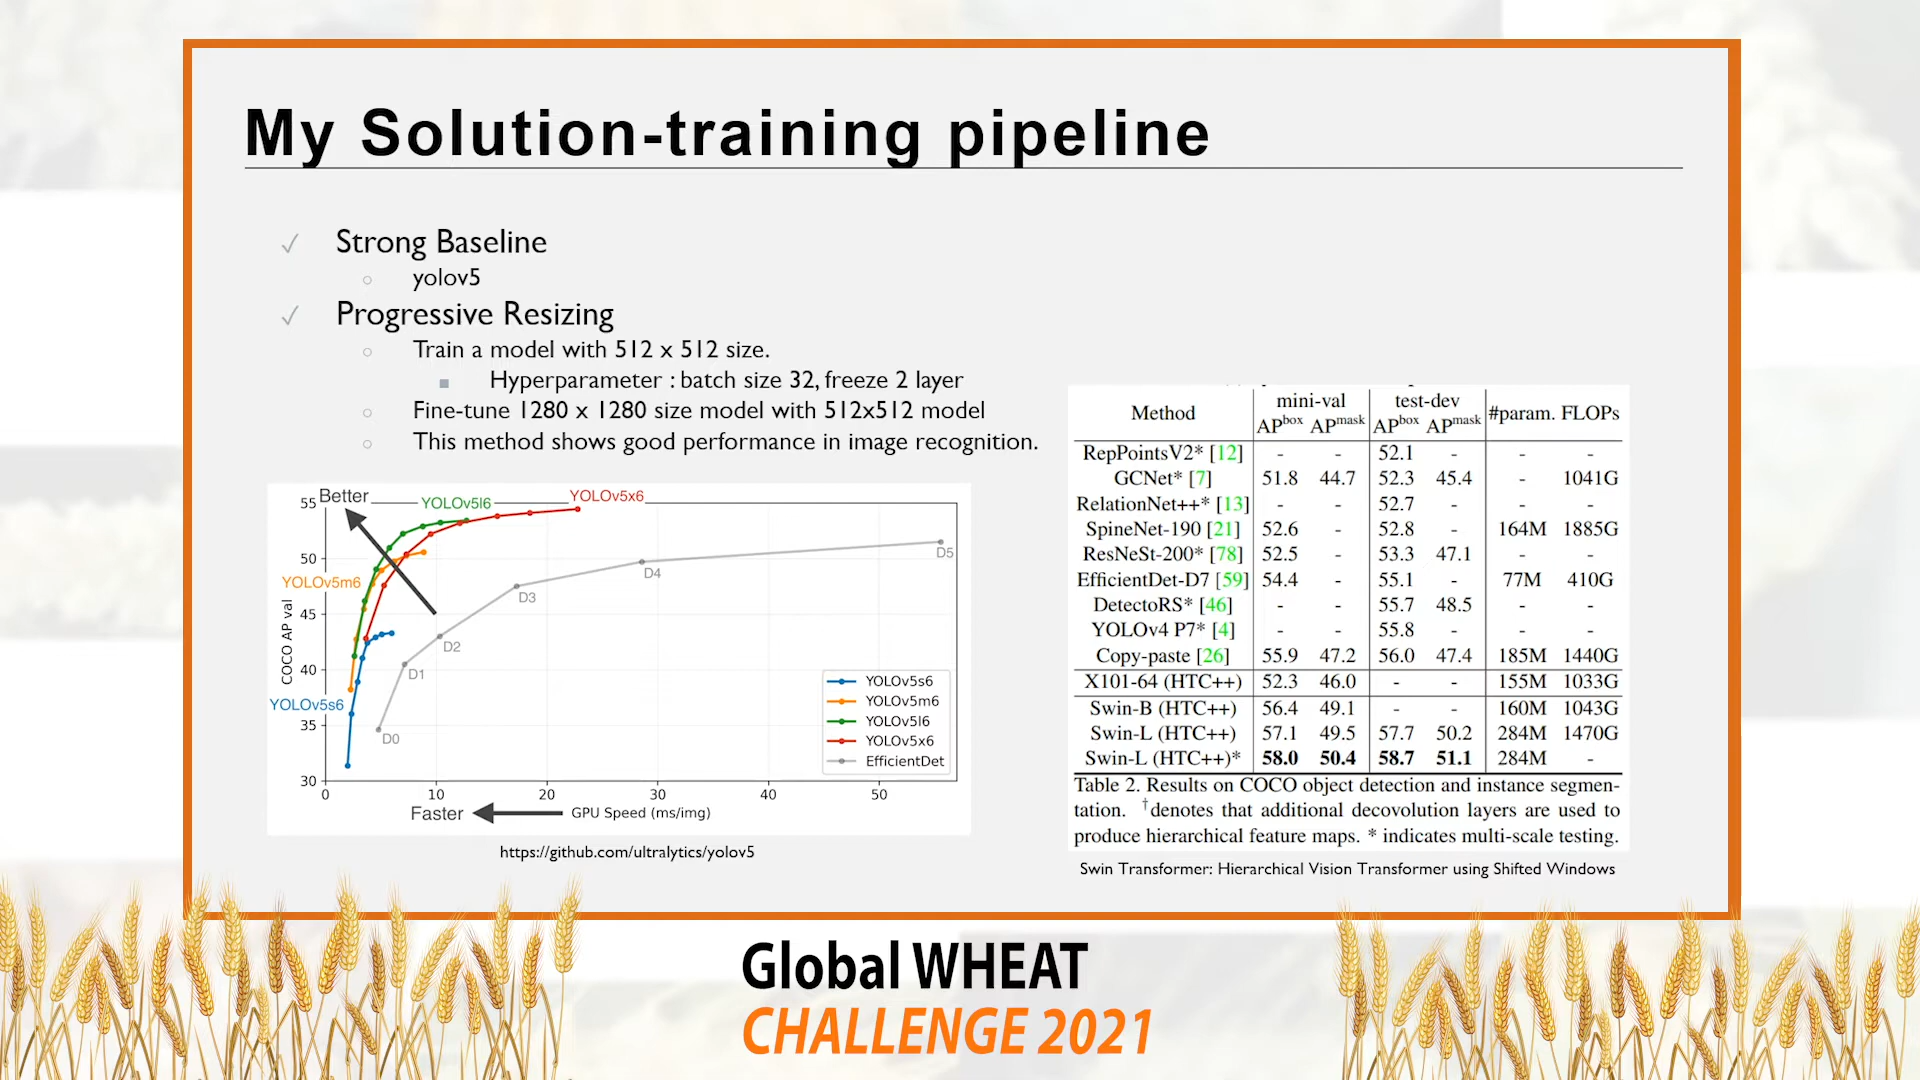 My Solution-training pipeline
✓ Strong Baseline
○ yolov5
✓ Progressive Resizing
○ Train a model with 512 x 512 size.
■ Hyperparameter : batch size 32, freeze 2 layer
○ Fine-tune 1280 x 1280 size model with 512x512 model
○ This method shows good performance in image recognition.
Better
YOLOv5l6
YOLOv5x6
YOLOv5m6
YOLOv5s6
D5
D4
D3
D2
D1
D0
COCO AP val
55
50
45
40
35
30
0 10 20 30 40 50
Faster
GPU Speed (ms/img)
YOLOv5s6
YOLOv5m6
YOLOv5l6
YOLOv5x6
EfficientDet
https://github.com/ultralytics/yolov5
Method mini-val test-dev #param. FLOPs
APbox APmask APbox APmask
RepPointsV2* [12] - - 52.1 - - -
GCNet* [7] 51.8 44.7 52.3 45.4 - 1041G
RelationNet++* [13] - - 52.7 - - -
SpineNet-190 [21] 52.6 - 52.8 - 164M 1885G
ResNeSt-200* [78] 52.5 - 53.3 47.1 - -
EfficientDet-D7 [59] 54.4 - 55.1 - 77M 410G
DetectoRS* [46] - - 55.7 48.5 - -
YOLOv4 P7* [4] - - 55.8 - - -
Copy-paste [26] 55.9 47.2 56.0 47.4 185M 1440G
X101-64 (HTC++) 52.3 46.0 - - 155M 1033G
Swin-B (HTC++) 56.4 49.1 - - 160M 1043G
Swin-L (HTC++) 57.1 49.5 57.7 50.2 284M 1470G
Swin-L (HTC++)* 58.0 50.4 58.7 51.1 284M -
Table 2. Results on COCO object detection and instance segmen-
tation. †denotes that additional decovolution layers are used to
produce hierarchical feature maps. * indicates multi-scale testing.
Swin Transformer: Hierarchical Vision Transformer using Shifted Windows
Global WHEAT
CHALLENGE 2021